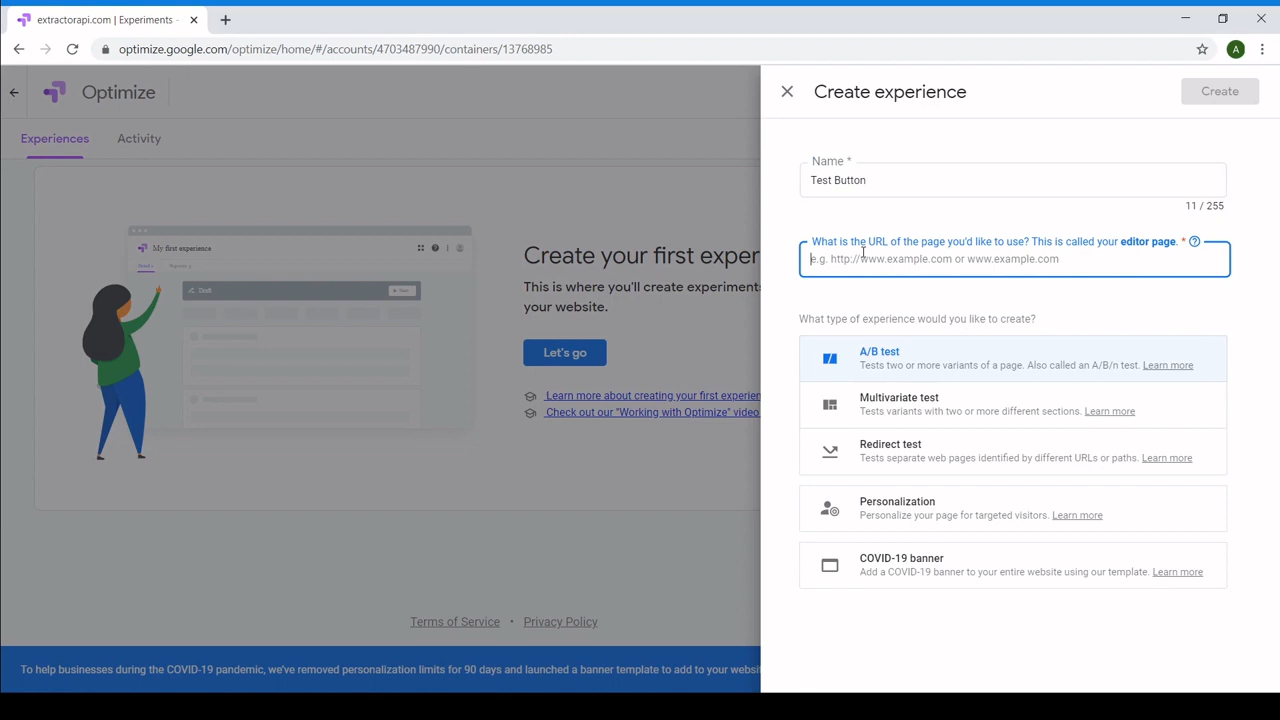 extractorapi.com | Experiments -
optimize.google.com/optimize/home/#/accounts/4703487990/containers/13768985
A
Optimize
Experiences
Activity
My first experience
Draft
Create your first exper
This is where you'll create experiments
your website.
Let's go
Learn more about creating your first experien
Check out our "Working with Optimize" video
Terms of Service • Privacy Policy
To help businesses during the COVID-19 pandemic, we've removed personalization limits for 90 days and launched a banner template to add to your websit
Create experience
Create
Name *
Test Button
11 / 255
What is the URL of the page you'd like to use? This is called your editor page. *
e.g. http://www.example.com or www.example.com
What type of experience would you like to create?
A/B test
Tests two or more variants of a page. Also called an A/B/n test. Learn more
Multivariate test
Tests variants with two or more different sections. Learn more
Redirect test
Tests separate web pages identified by different URLs or paths. Learn more
Personalization
Personalize your page for targeted visitors. Learn more
COVID-19 banner
Add a COVID-19 banner to your entire website using our template. Learn more